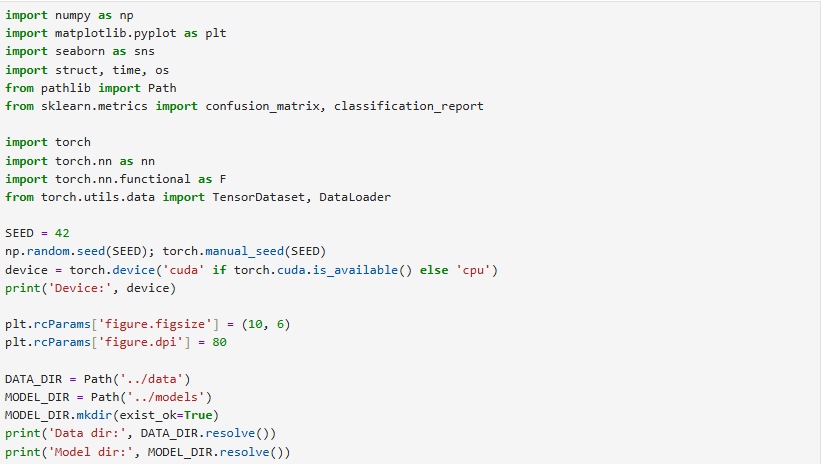 import numpy as np
import matplotlib.pyplot as plt
import seaborn as sns
import struct, time, os
from pathlib import Path
from sklearn.metrics import confusion_matrix, classification_report

import torch
import torch.nn as nn
import torch.nn.functional as F
from torch.utils.data import TensorDataset, DataLoader

SEED = 42
np.random.seed(SEED); torch.manual_seed(SEED)
device = torch.device('cuda' if torch.cuda.is_available() else 'cpu')
print('Device:', device)

plt.rcParams['figure.figsize'] = (10, 6)
plt.rcParams['figure.dpi'] = 80

DATA_DIR = Path('../data')
MODEL_DIR = Path('../models')
MODEL_DIR.mkdir(exist_ok=True)
print('Data dir:', DATA_DIR.resolve())
print('Model dir:', MODEL_DIR.resolve())